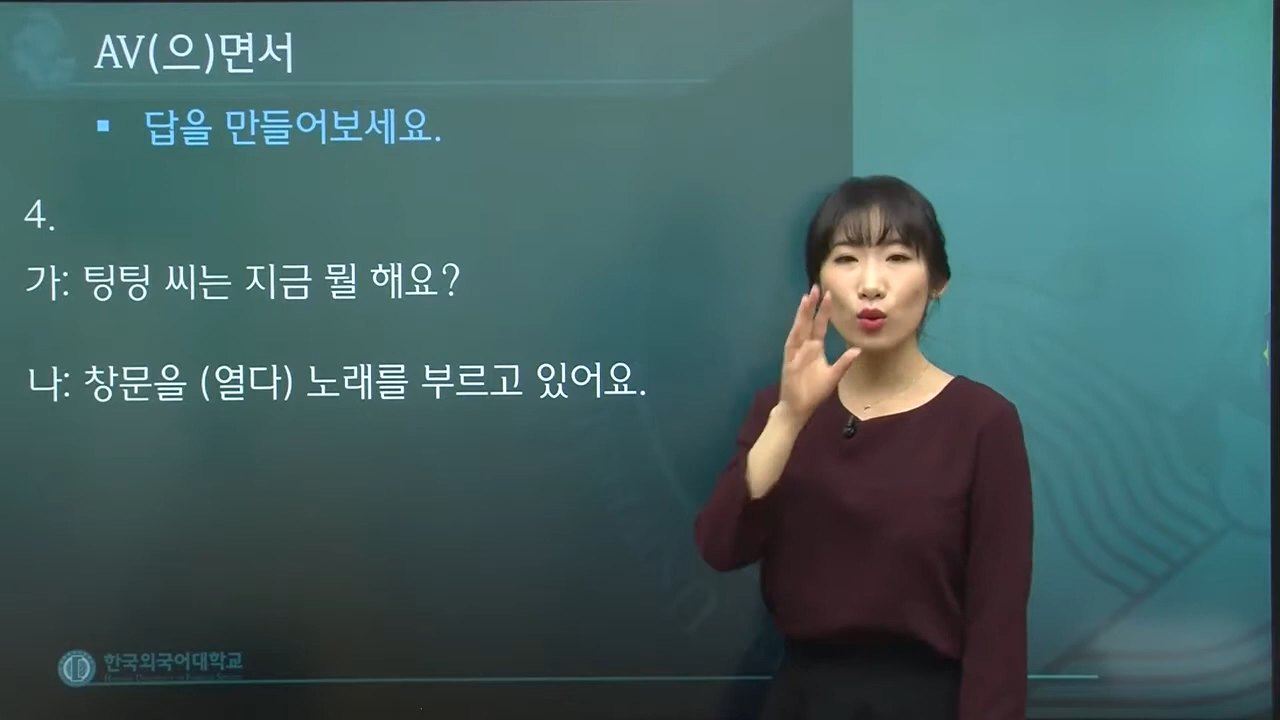 AV(으)면서
▪ 답을 만들어보세요.
4.
가: 팅팅 씨는 지금 뭘 해요?
나: 창문을 (열다) 노래를 부르고 있어요.
한국외국어대학교